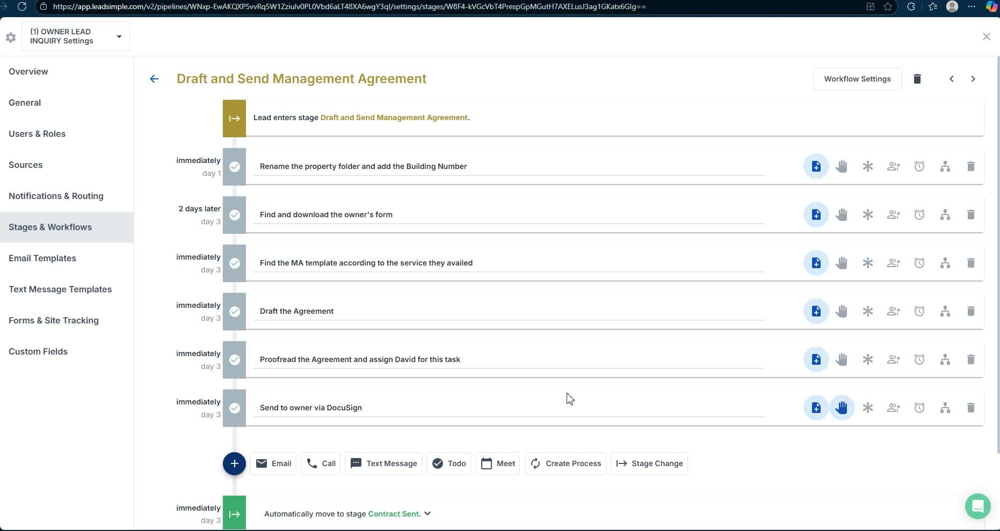 https://app.leadsimple.com/v2/pipelines/WNxp-EwAKQXP5vvRq5W1Zziulv0PL0Vbd6aLT48XA6wgY3qI/settings/stages/W8F4-kVGcVbT4PrespGpMGutH7AXELusJ3ag1GKatx6GIg==
(1) OWNER LEAD
INQUIRY Settings
Overview
General
Users & Roles
Sources
Notifications & Routing
Stages & Workflows
Email Templates
Text Message Templates
Forms & Site Tracking
Custom Fields
Draft and Send Management Agreement
Workflow Settings
Lead enters stage Draft and Send Management Agreement.
immediately
day 1
Rename the property folder and add the Building Number
2 days later
day 3
Find and download the owner's form
immediately
day 3
Find the MA template according to the service they availed
immediately
day 3
Draft the Agreement
immediately
day 3
Proofread the Agreement and assign David for this task
immediately
day 3
Send to owner via DocuSign
Email
Call
Text Message
Todo
Meet
Create Process
Stage Change
immediately
day 3
Automatically move to stage Contract Sent.